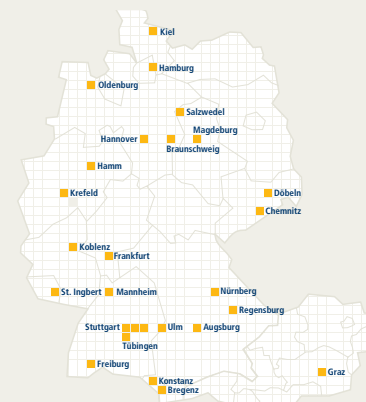 Kiel
Hamburg
Oldenburg
Salzwedel
Magdeburg
Hannover
Braunschweig
Hamm
Krefeld
Döbeln
Chemnitz
Koblenz
Frankfurt
St. Ingbert
Mannheim
Nürnberg
Regensburg
Stuttgart
Ulm
Augsburg
Tübingen
Freiburg
Graz
Konstanz
Bregenz